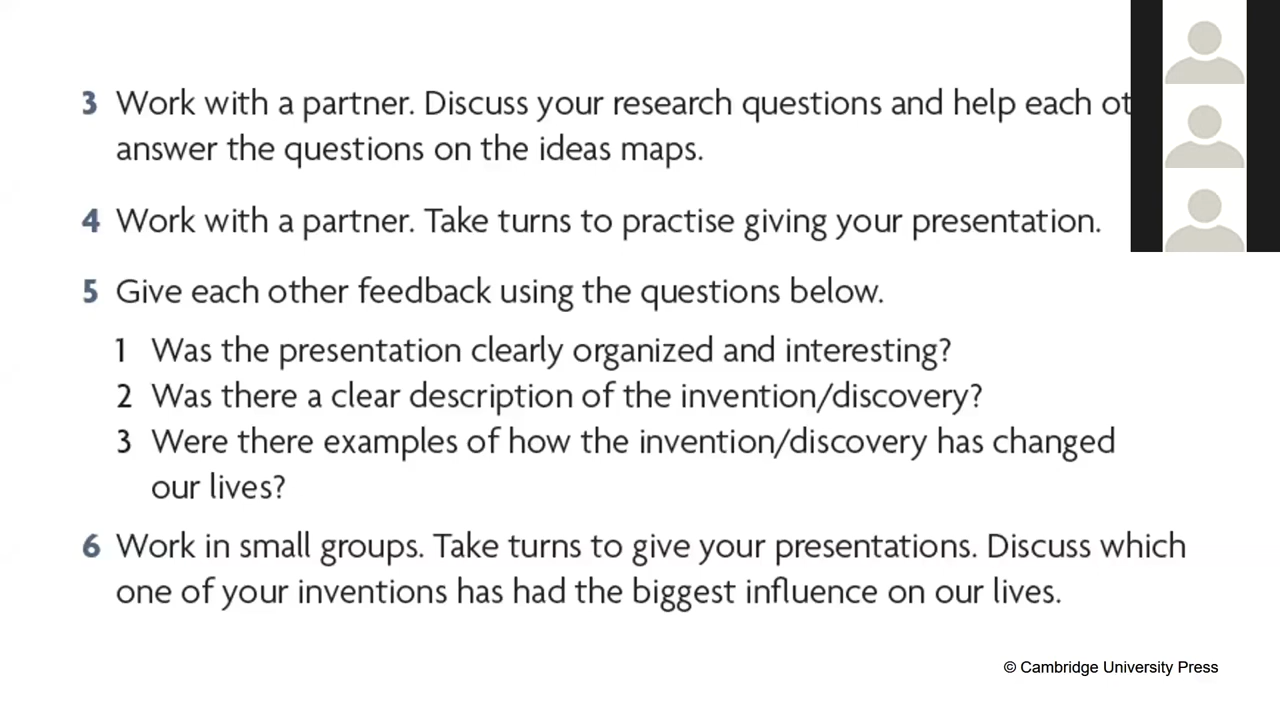 3 Work with a partner. Discuss your research questions and help each
answer the questions on the ideas maps.
4 Work with a partner. Take turns to practise giving your presentation.
5 Give each other feedback using the questions below.
1 Was the presentation clearly organized and interesting?
2 Was there a clear description of the invention/discovery?
3 Were there examples of how the invention/discovery has changed
our lives?
6 Work in small groups. Take turns to give your presentations. Discuss which
one of your inventions has had the biggest influence on our lives.
© Cambridge University Press